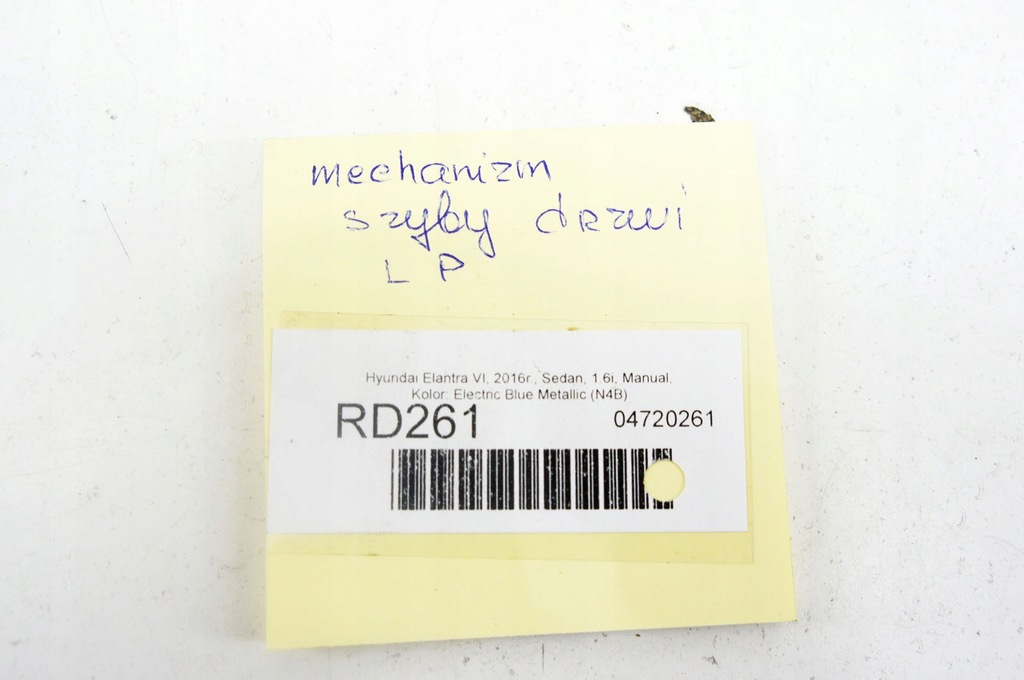 mechanizm
szyby drzwi
L P
Hyundai Elantra VI, 2016r., Sedan, 1.6i, Manual,
Kolor: Electric Blue Metallic (N4B)
RD261 04720261